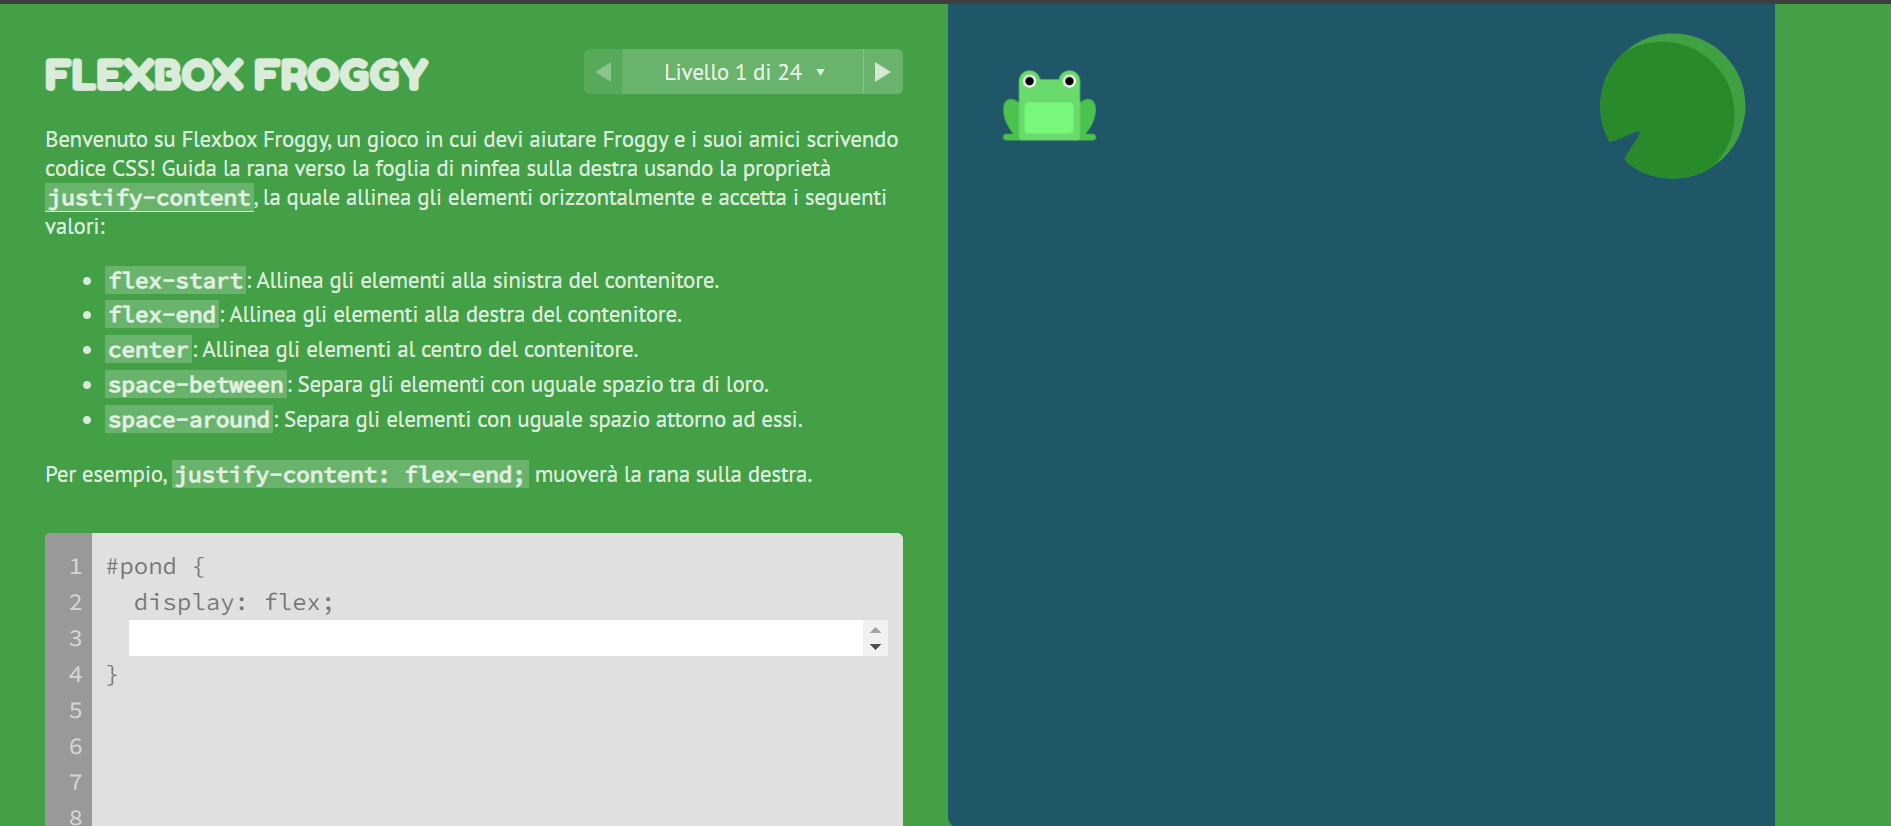 FLEXBOX FROGGY
Livello 1 di 24
Benvenuto su Flexbox Froggy, un gioco in cui devi aiutare Froggy e i suoi amici scrivendo
codice CSS! Guida la rana verso la foglia di ninfea sulla destra usando la proprietà
justify-content, la quale allinea gli elementi orizzontalmente e accetta i seguenti
valori:
flex-start: Allinea gli elementi alla sinistra del contenitore.
flex-end: Allinea gli elementi alla destra del contenitore.
center: Allinea gli elementi al centro del contenitore.
space-between: Separa gli elementi con uguale spazio tra di loro.
space-around: Separa gli elementi con uguale spazio attorno ad essi.
Per esempio, justify-content: flex-end; muoverà la rana sulla destra.
1 #pond {
2 display: flex;
3
4 }
5
6
7
8